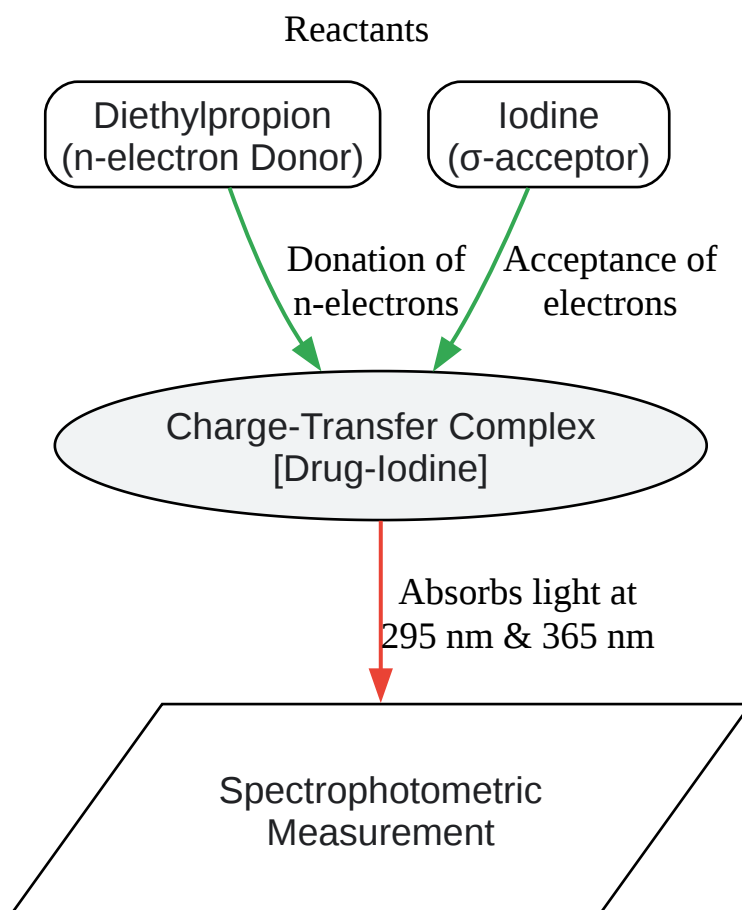 Reactants
Diethylpropion
(n-electron Donor)
Iodine
(σ-acceptor)
Donation of
n-electrons
Acceptance of
electrons
Charge-Transfer Complex
[Drug-Iodine]
Absorbs light at
295 nm & 365 nm
Spectrophotometric
Measurement